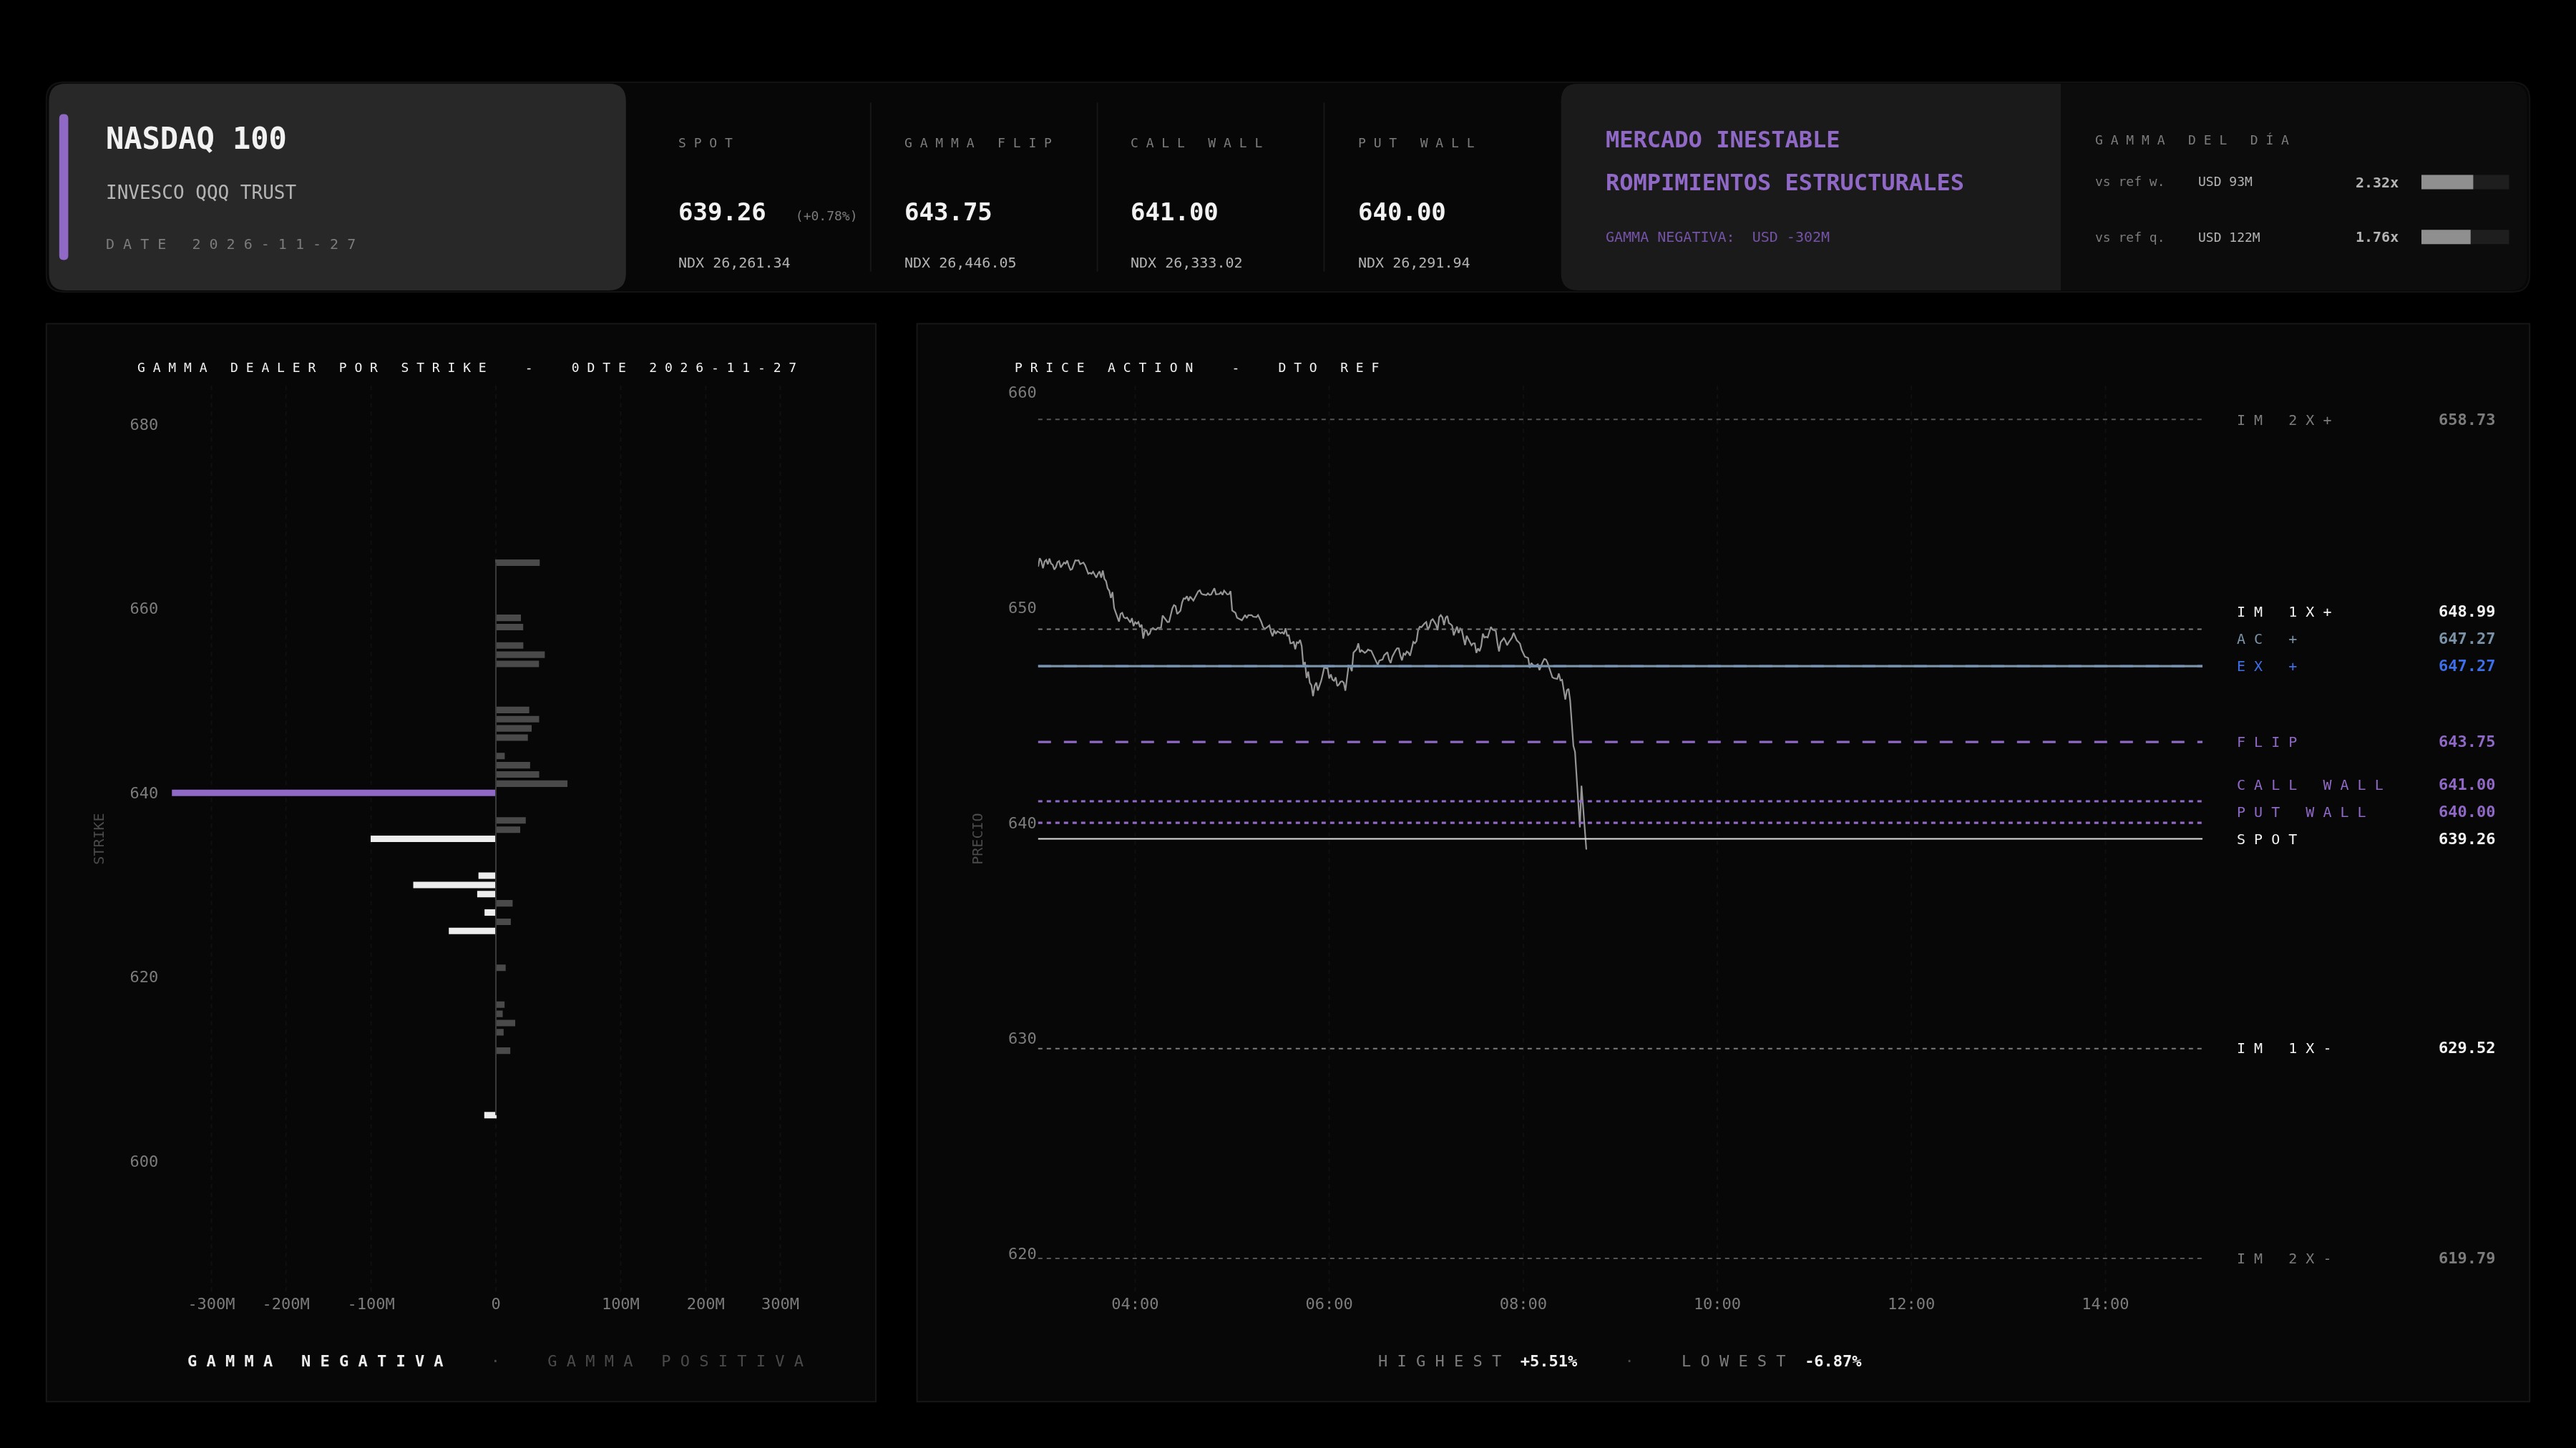 NASDAQ 100
INVESCO QQQ TRUST
DATE 2026-11-27
SPOT
639.26 (+0.78%)
NDX 26,261.34
GAMMA FLIP
643.75
NDX 26,446.05
CALL WALL
641.00
NDX 26,333.02
PUT WALL
640.00
NDX 26,291.94
MERCADO INESTABLE
ROMPIMIENTOS ESTRUCTURALES
GAMMA NEGATIVA: USD -302M
GAMMA DEL DÍA
vs ref w. USD 93M 2.32x
vs ref q. USD 122M 1.76x
GAMMA DEALER POR STRIKE - 0DTE 2026-11-27
680
660
640
620
600
STRIKE
-300M -200M -100M 0 100M 200M 300M
GAMMA NEGATIVA · GAMMA POSITIVA
PRICE ACTION - DTO REF
660
650
640
630
620
PRECIO
IM 2X+ 658.73
IM 1X+ 648.99
AC + 647.27
EX + 647.27
FLIP 643.75
CALL WALL 641.00
PUT WALL 640.00
SPOT 639.26
IM 1X- 629.52
IM 2X- 619.79
04:00 06:00 08:00 10:00 12:00 14:00
HIGHEST +5.51% · LOWEST -6.87%